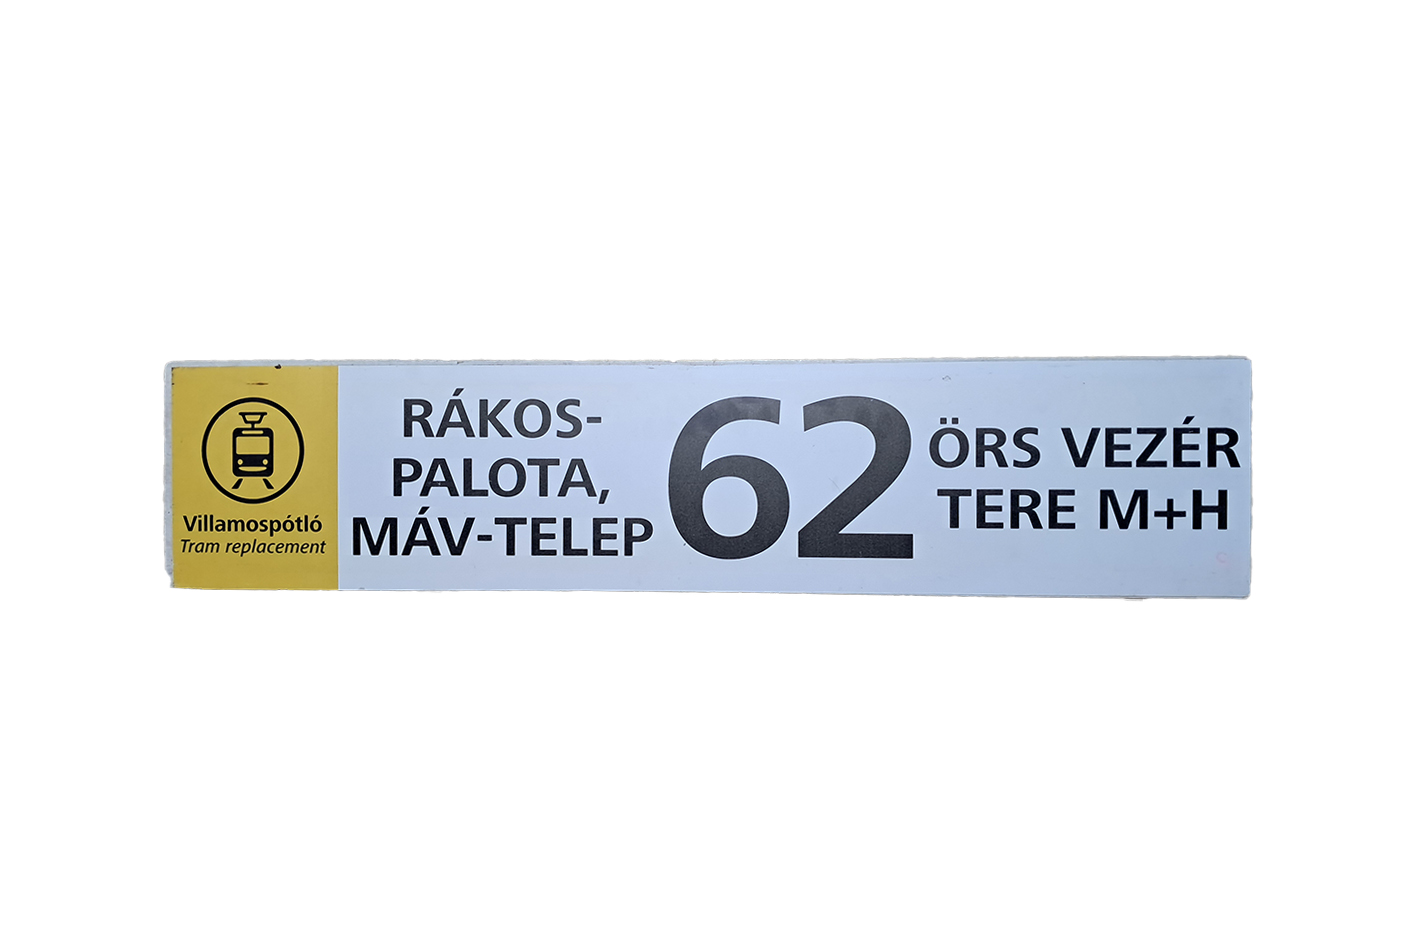 Villamospótló
Tram replacement
RÁKOS-
PALOTA,
MÁV-TELEP
62
ÖRS VEZÉR
TERE M+H